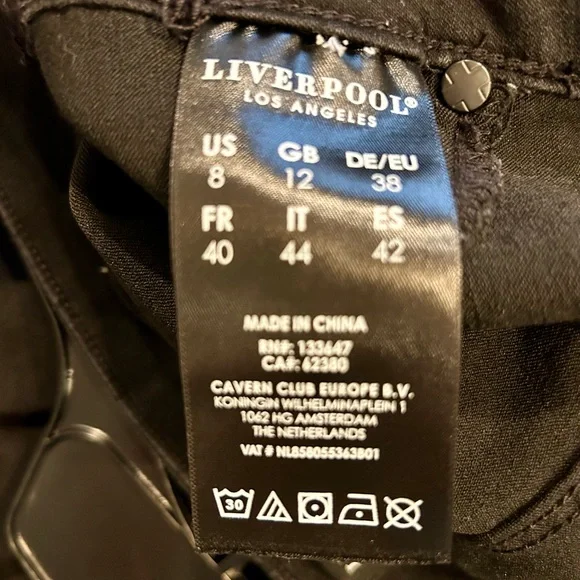 LIVERPOOL®
LOS ANGELES
US GB DE/EU
8 12 38
FR IT ES
40 44 42
MADE IN CHINA
RN#: 133647
CA#: 62380
CAVERN CLUB EUROPE B.V.
KONINGIN WILHELMINAPLEIN 1
1062 HG AMSTERDAM
THE NETHERLANDS
VAT # NL858055363B01
30